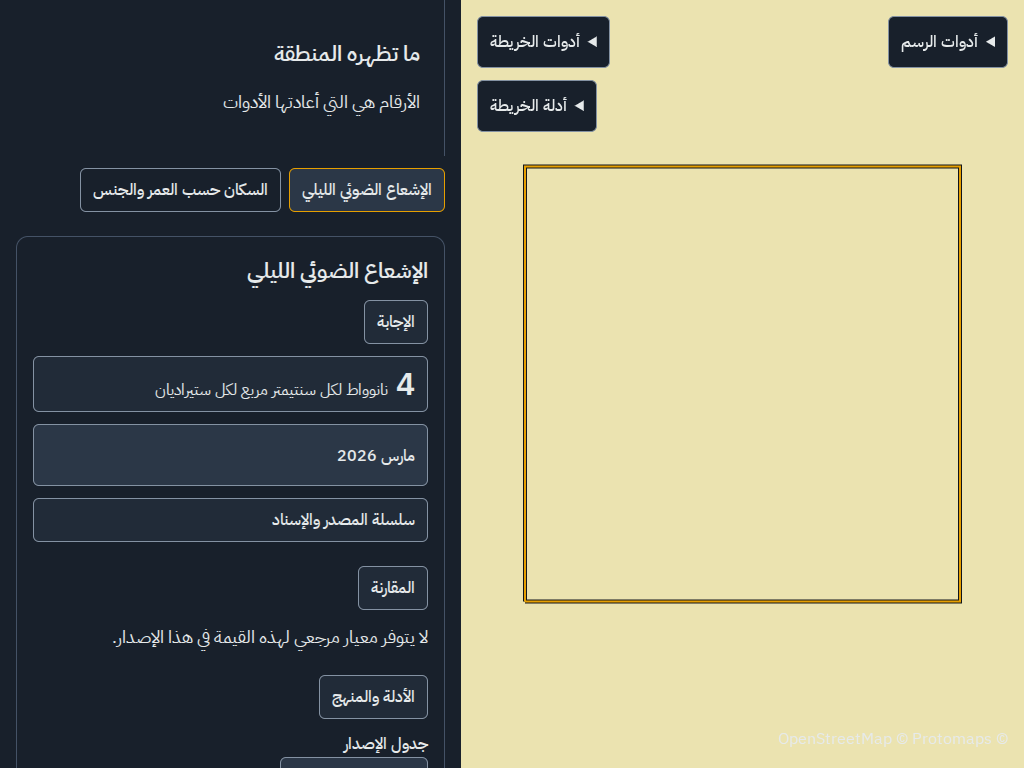 ما تظهره المنطقة
الأرقام هي التي أعادتها الأدوات
الإشعاع الضوئي الليلي
السكان حسب العمر والجنس
الإشعاع الضوئي الليلي
الإجابة
4 نانوواط لكل سنتيمتر مربع لكل ستيراديان
مارس 2026
سلسلة المصدر والإسناد
المقارنة
لا يتوفر معيار مرجعي لهذه القيمة في هذا الإصدار.
الأدلة والمنهج
جدول الإصدار
أدوات الرسم
أدوات الخريطة
أدلة الخريطة
OpenStreetMap © Protomaps ©